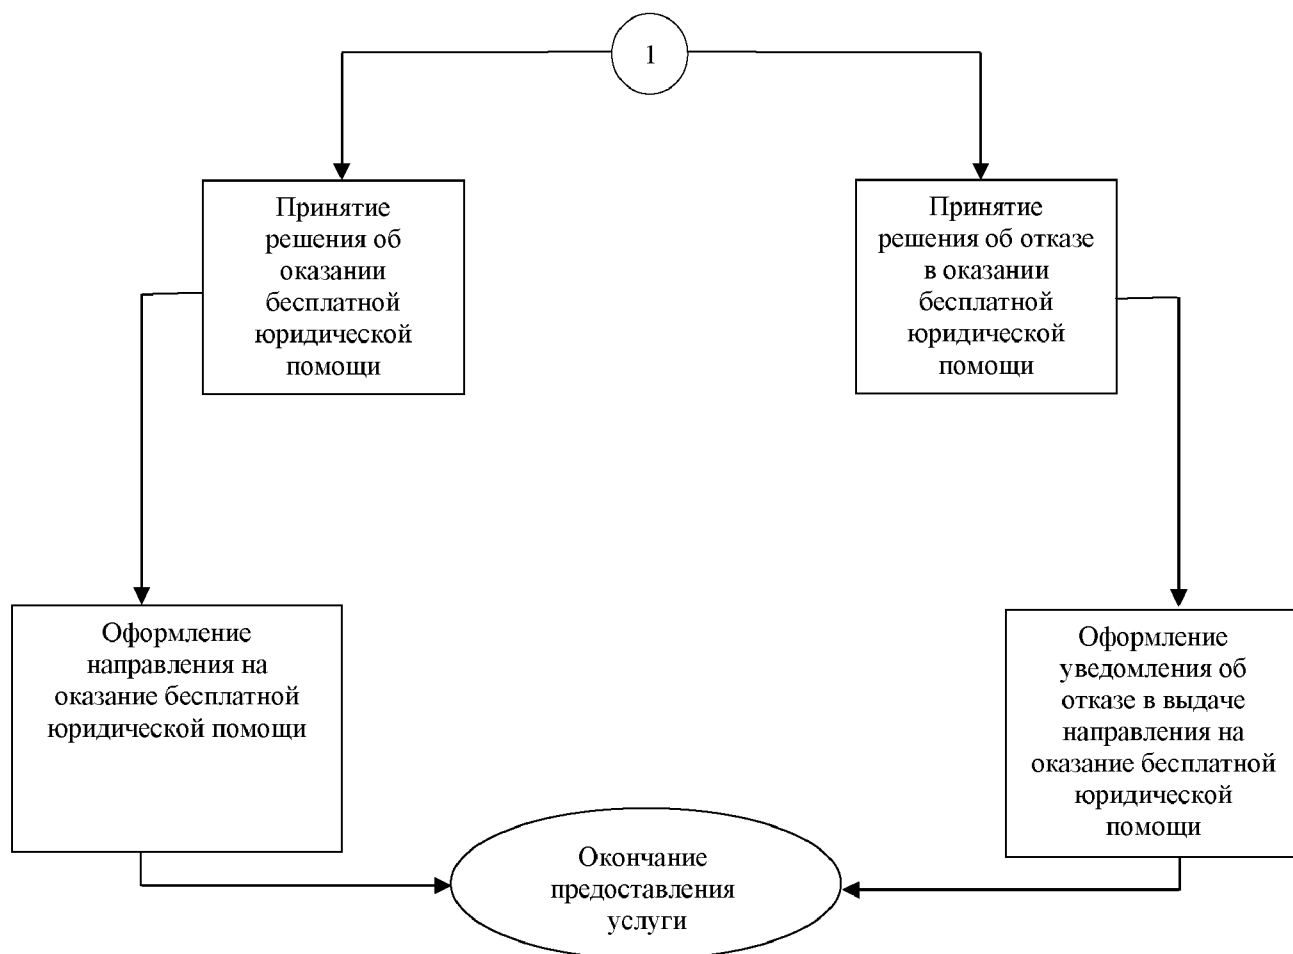 1
Принятие
решения об
оказании
бесплатной
юридической
помощи
Принятие
решения об отказе
в оказании
бесплатной
юридической
помощи
Оформление
направления на
оказание бесплатной
юридической помощи
Оформление
уведомления об
отказе в выдаче
направления на
оказание бесплатной
юридической
помощи
Окончание
предоставления
услуги